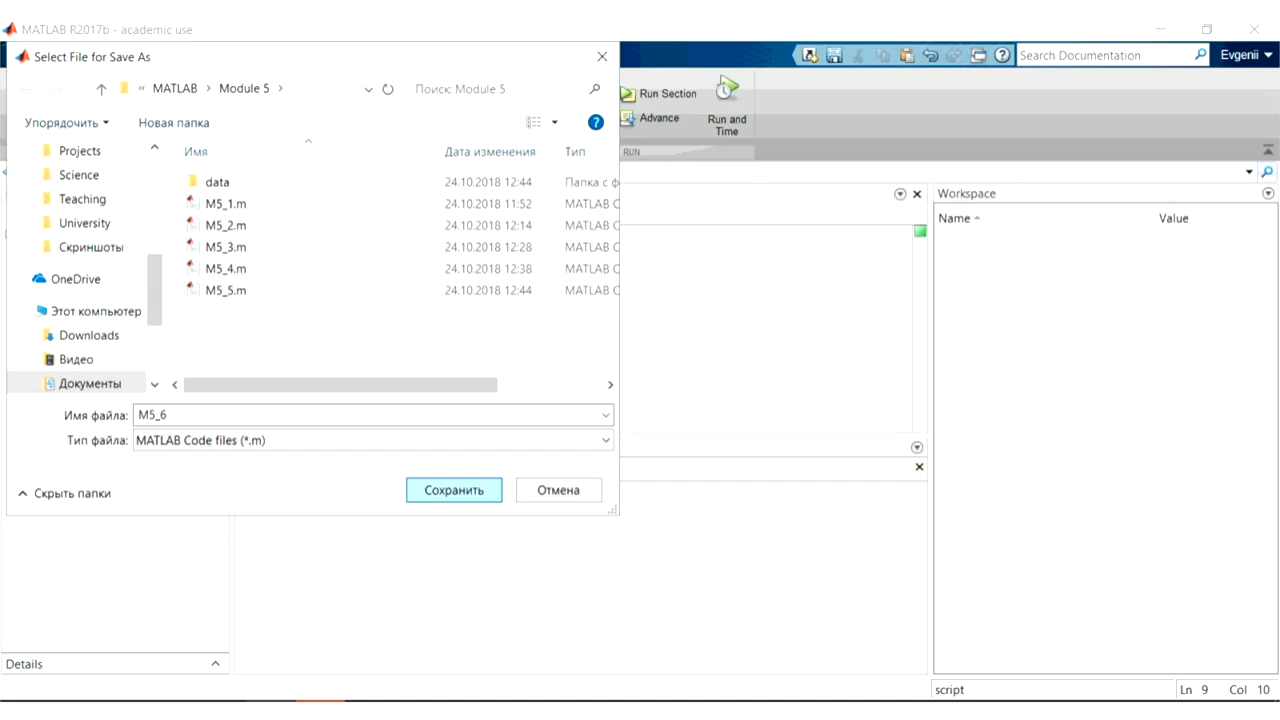 MATLAB R2017b - academic use
Select File for Save As
Search Documentation
Evgenii
« MATLAB > Module 5 >
Поиск: Module 5
Run Section
Advance
Run and
Time
RUN
Упорядочить
Новая папка
Имя
Дата изменения
Тип
Projects
Science
Teaching
University
Скриншоты
OneDrive
Этот компьютер
Downloads
Видео
Документы
data 24.10.2018 12:44 Папка с ф
M5_1.m 24.10.2018 11:52 MATLAB C
M5_2.m 24.10.2018 12:14 MATLAB C
M5_3.m 24.10.2018 12:28 MATLAB C
M5_4.m 24.10.2018 12:38 MATLAB C
M5_5.m 24.10.2018 12:44 MATLAB C
Имя файла: M5_6
Тип файла: MATLAB Code files (*.m)
Скрыть папки
Сохранить
Отмена
Workspace
Name
Value
Details
script
Ln 9 Col 10